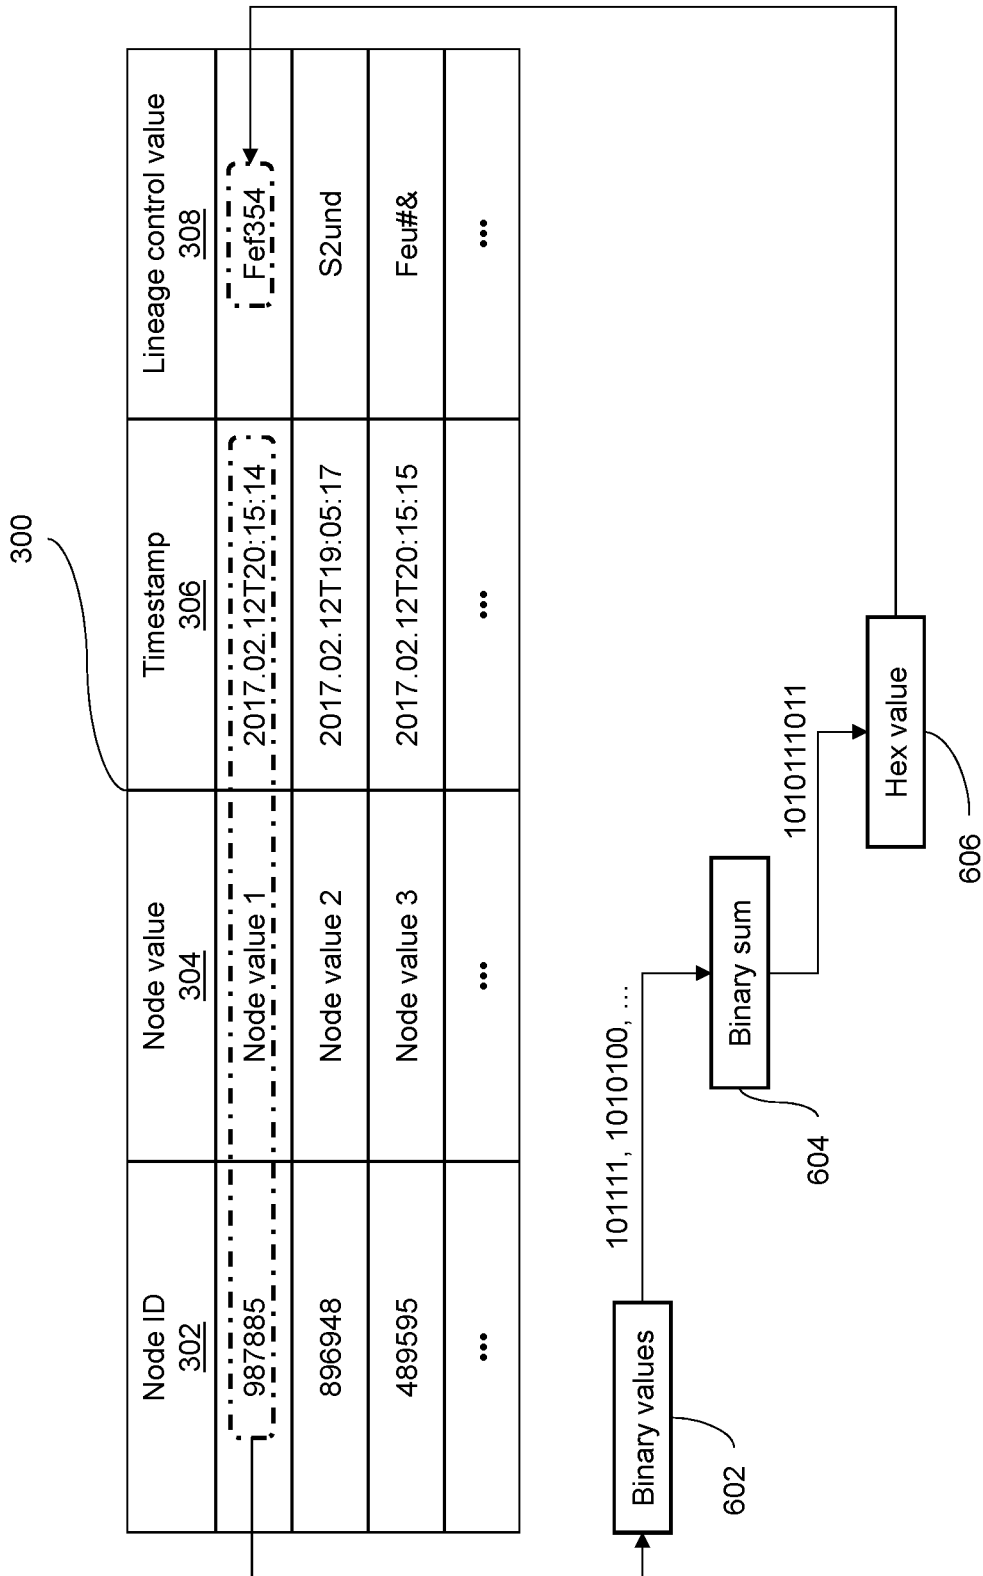 300
Node ID
302
Node value
304
Timestamp
306
Lineage control value
308
987885
Node value 1
2017.02.12T20:15:14
Fef354
896948
Node value 2
2017.02.12T19:05:17
S2und
489595
Node value 3
2017.02.12T20:15:15
Feu#&
...
...
...
...
Binary values
602
101111, 1010100, ...
Binary sum
604
1010111011
Hex value
606